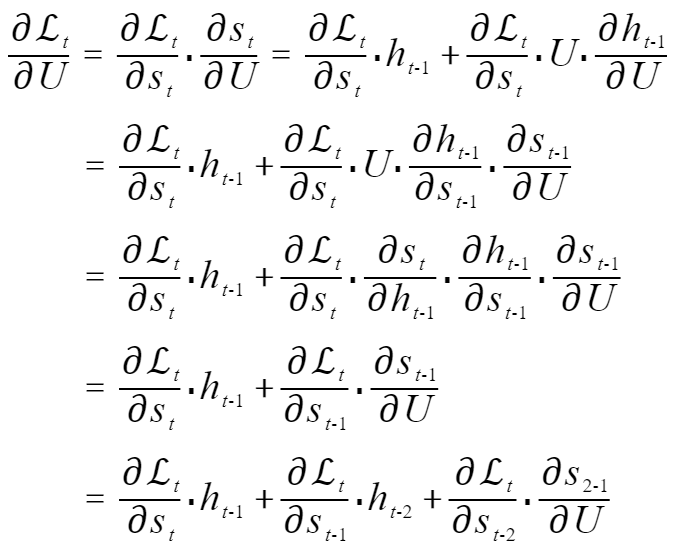 ∂ℒ_t/∂U = ∂ℒ_t/∂s_t · ∂s_t/∂U = ∂ℒ_t/∂s_t · h_{t-1} + ∂ℒ_t/∂s_t · U · ∂h_{t-1}/∂U
= ∂ℒ_t/∂s_t · h_{t-1} + ∂ℒ_t/∂s_t · U · ∂h_{t-1}/∂s_{t-1} · ∂s_{t-1}/∂U
= ∂ℒ_t/∂s_t · h_{t-1} + ∂ℒ_t/∂s_t · ∂s_t/∂h_{t-1} · ∂h_{t-1}/∂s_{t-1} · ∂s_{t-1}/∂U
= ∂ℒ_t/∂s_t · h_{t-1} + ∂ℒ_t/∂s_{t-1} · ∂s_{t-1}/∂U
= ∂ℒ_t/∂s_t · h_{t-1} + ∂ℒ_t/∂s_{t-1} · h_{t-2} + ∂ℒ_t/∂s_{t-2} · ∂s_{2-1}/∂U